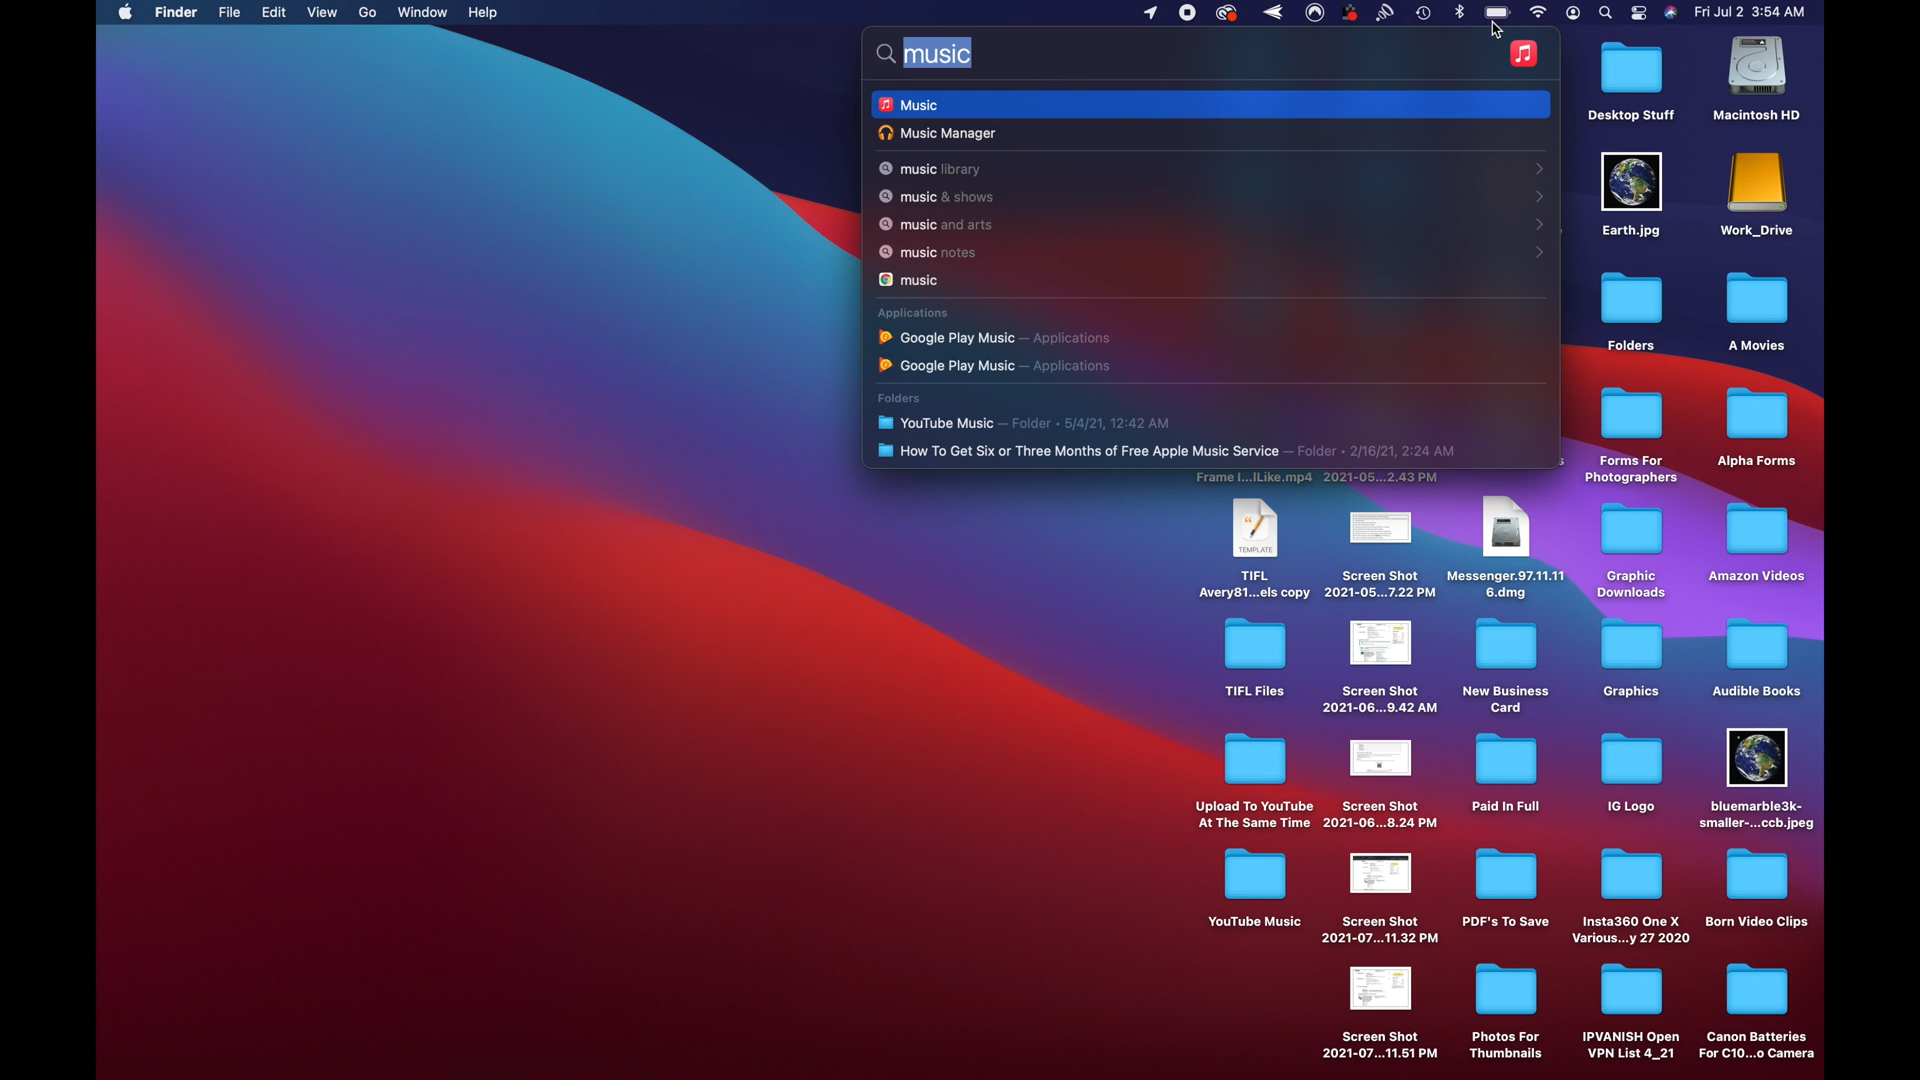 Finder File Edit View Go Window Help Fri Jul 2 3:54 AM
music
Music
Music Manager
music library
music & shows
music and arts
music notes
music
Applications
Google Play Music — Applications
Google Play Music — Applications
Folders
YouTube Music — Folder • 5/4/21, 12:42 AM
How To Get Six or Three Months of Free Apple Music Service — Folder • 2/16/21, 2:24 AM
Desktop Stuff Macintosh HD
Earth.jpg Work_Drive
Folders A Movies
Frame I...ILike.mp4 2021-05...2.43 PM
Forms For
Photographers
Alpha Forms
TEMPLATE
TIFL
Avery81...els copy
Screen Shot
2021-05...7.22 PM
Messenger.97.11.11
6.dmg
Graphic
Downloads
Amazon Videos
TIFL Files
Screen Shot
2021-06...9.42 AM
New Business
Card
Graphics
Audible Books
Upload To YouTube
At The Same Time
Screen Shot
2021-06...8.24 PM
Paid In Full
IG Logo
bluemarble3k-
smaller-...ccb.jpeg
YouTube Music
Screen Shot
2021-07...11.32 PM
PDF's To Save
Insta360 One X
Various...y 27 2020
Born Video Clips
Screen Shot
2021-07...11.51 PM
Photos For
Thumbnails
IPVANISH Open
VPN List 4_21
Canon Batteries
For C10...o Camera